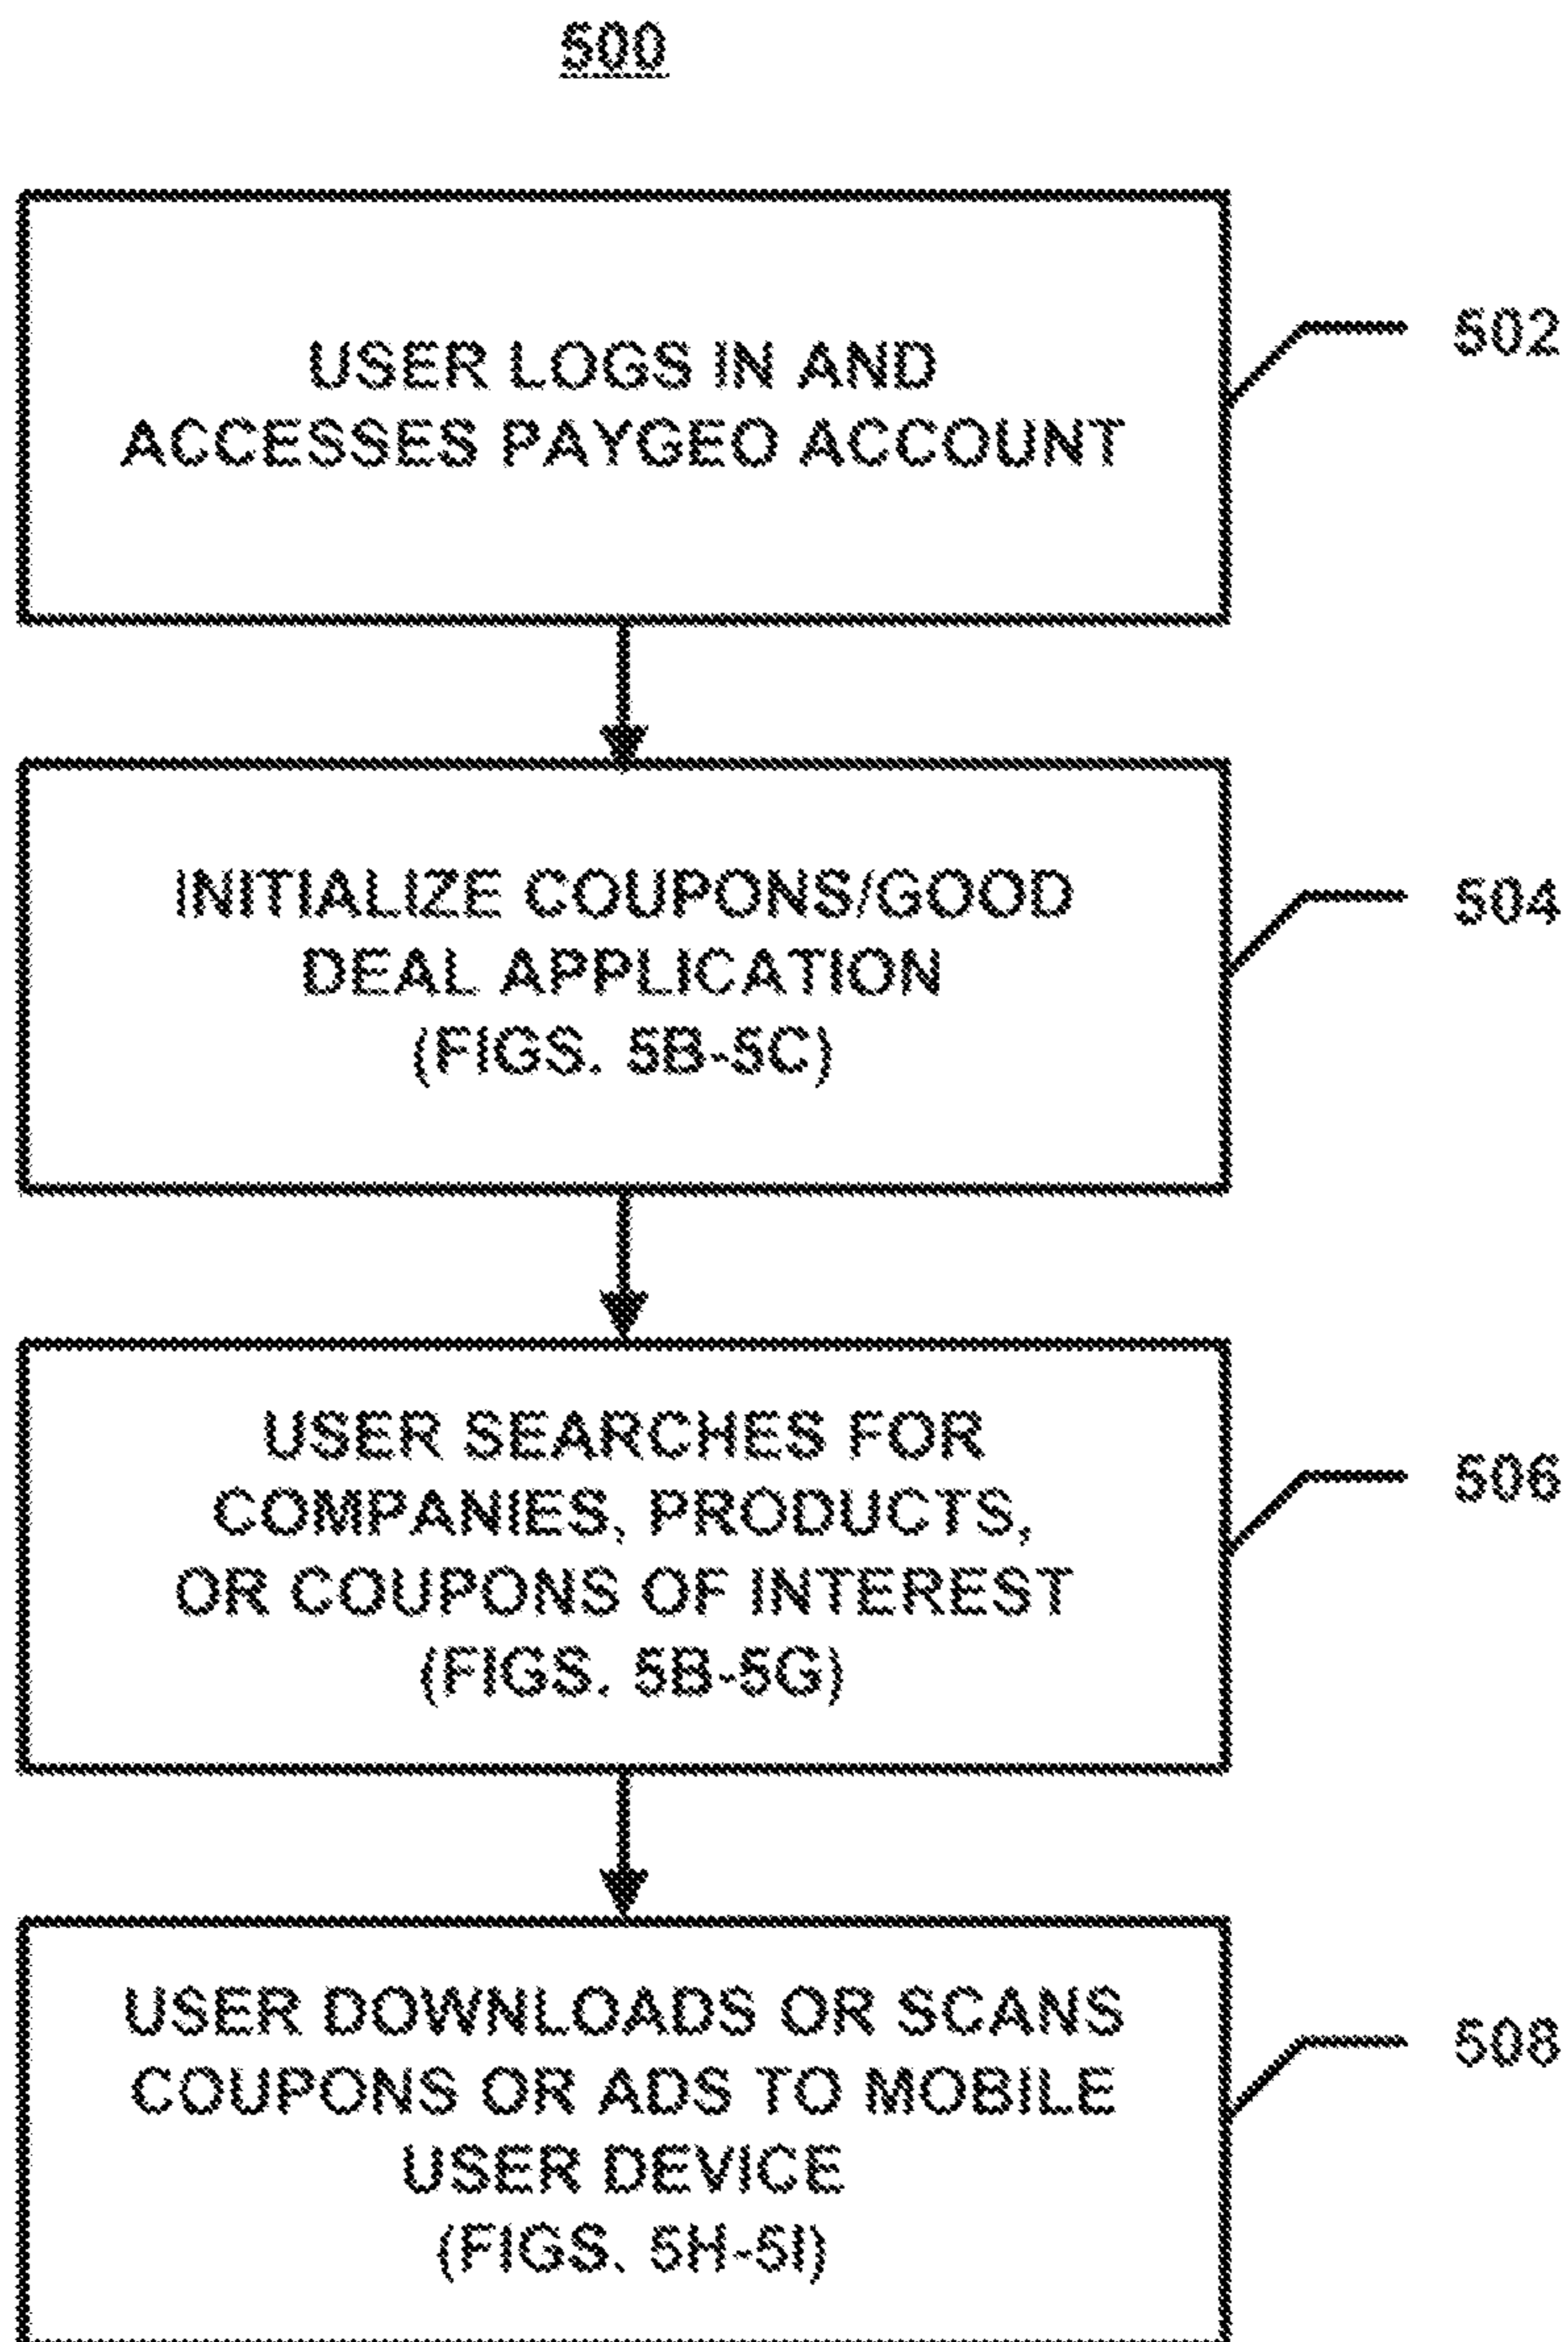 500
USER LOGS IN AND
ACCESSES PAYGEO ACCOUNT
502
INITIALIZE COUPONS/GOOD
DEAL APPLICATION
(FIGS. 5B-5C)
504
USER SEARCHES FOR
COMPANIES, PRODUCTS,
OR COUPONS OF INTEREST
(FIGS. 5B-5G)
506
USER DOWNLOADS OR SCANS
COUPONS OR ADS TO MOBILE
USER DEVICE
(FIGS. 5H-5I)
508